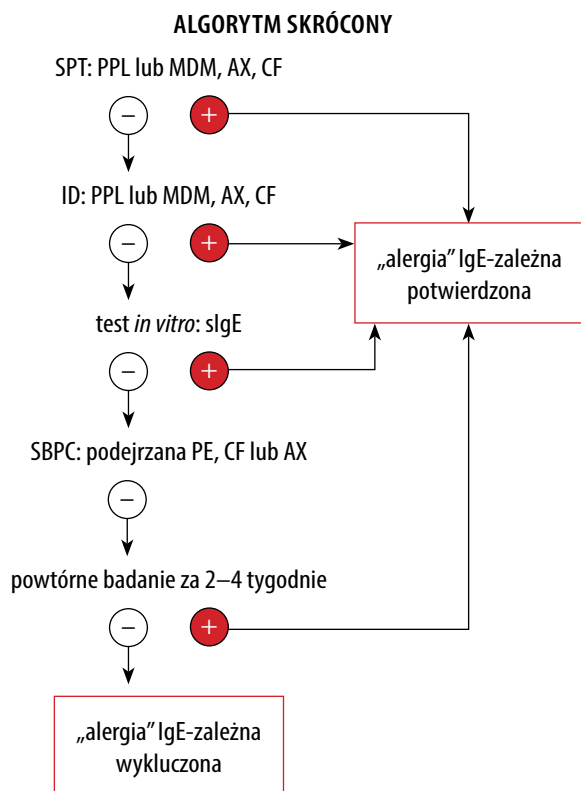 ALGORYTM SKRÓCONY
SPT: PPL lub MDM, AX, CF
− +
ID: PPL lub MDM, AX, CF
− +
„alergia” IgE-zależna
potwierdzona
test in vitro: sIgE
− +
SBPC: podejrzana PE, CF lub AX
−
powtórne badanie za 2–4 tygodnie
− +
„alergia” IgE-zależna
wykluczona